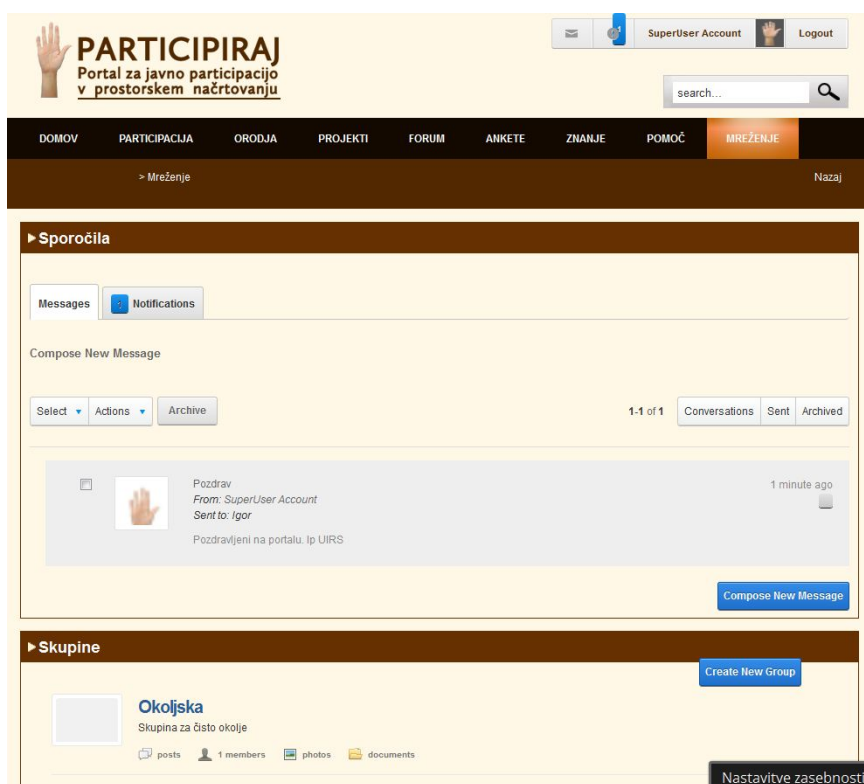 PARTICIPIRAJ
Portal za javno participacijo
v prostorskem načrtovanju
SuperUser Account Logout
search...
DOMOV PARTICIPACIJA ORODJA PROJEKTI FORUM ANKETE ZNANJE POMOČ MREŽENJE
> Mreženje Nazaj
Sporočila
Messages Notifications
Compose New Message
Select Actions Archive 1-1 of 1 Conversations Sent Archived
Pozdrav 1 minute ago
From: SuperUser Account
Sent to: Igor
Pozdravljeni na portalu. lp UIRS
Compose New Message
Skupine
Create New Group
Okoljska
Skupina za čisto okolje
posts 1 members photos documents
Nastavitve zasebnosti